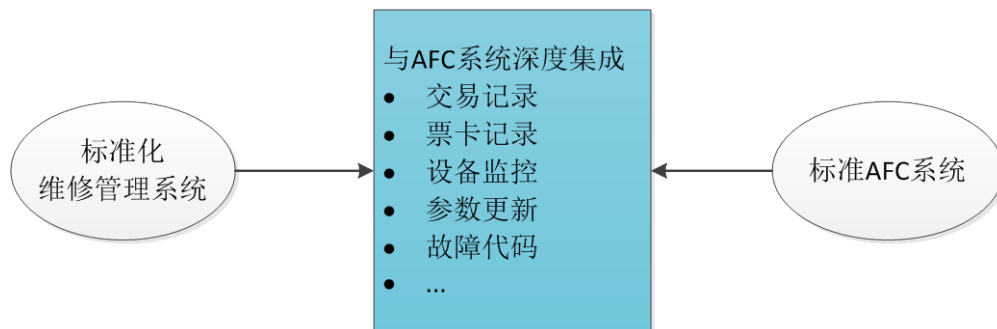 标准化
维修管理系统
与AFC系统深度集成
● 交易记录
● 票卡记录
● 设备监控
● 参数更新
● 故障代码
● ...
标准AFC系统